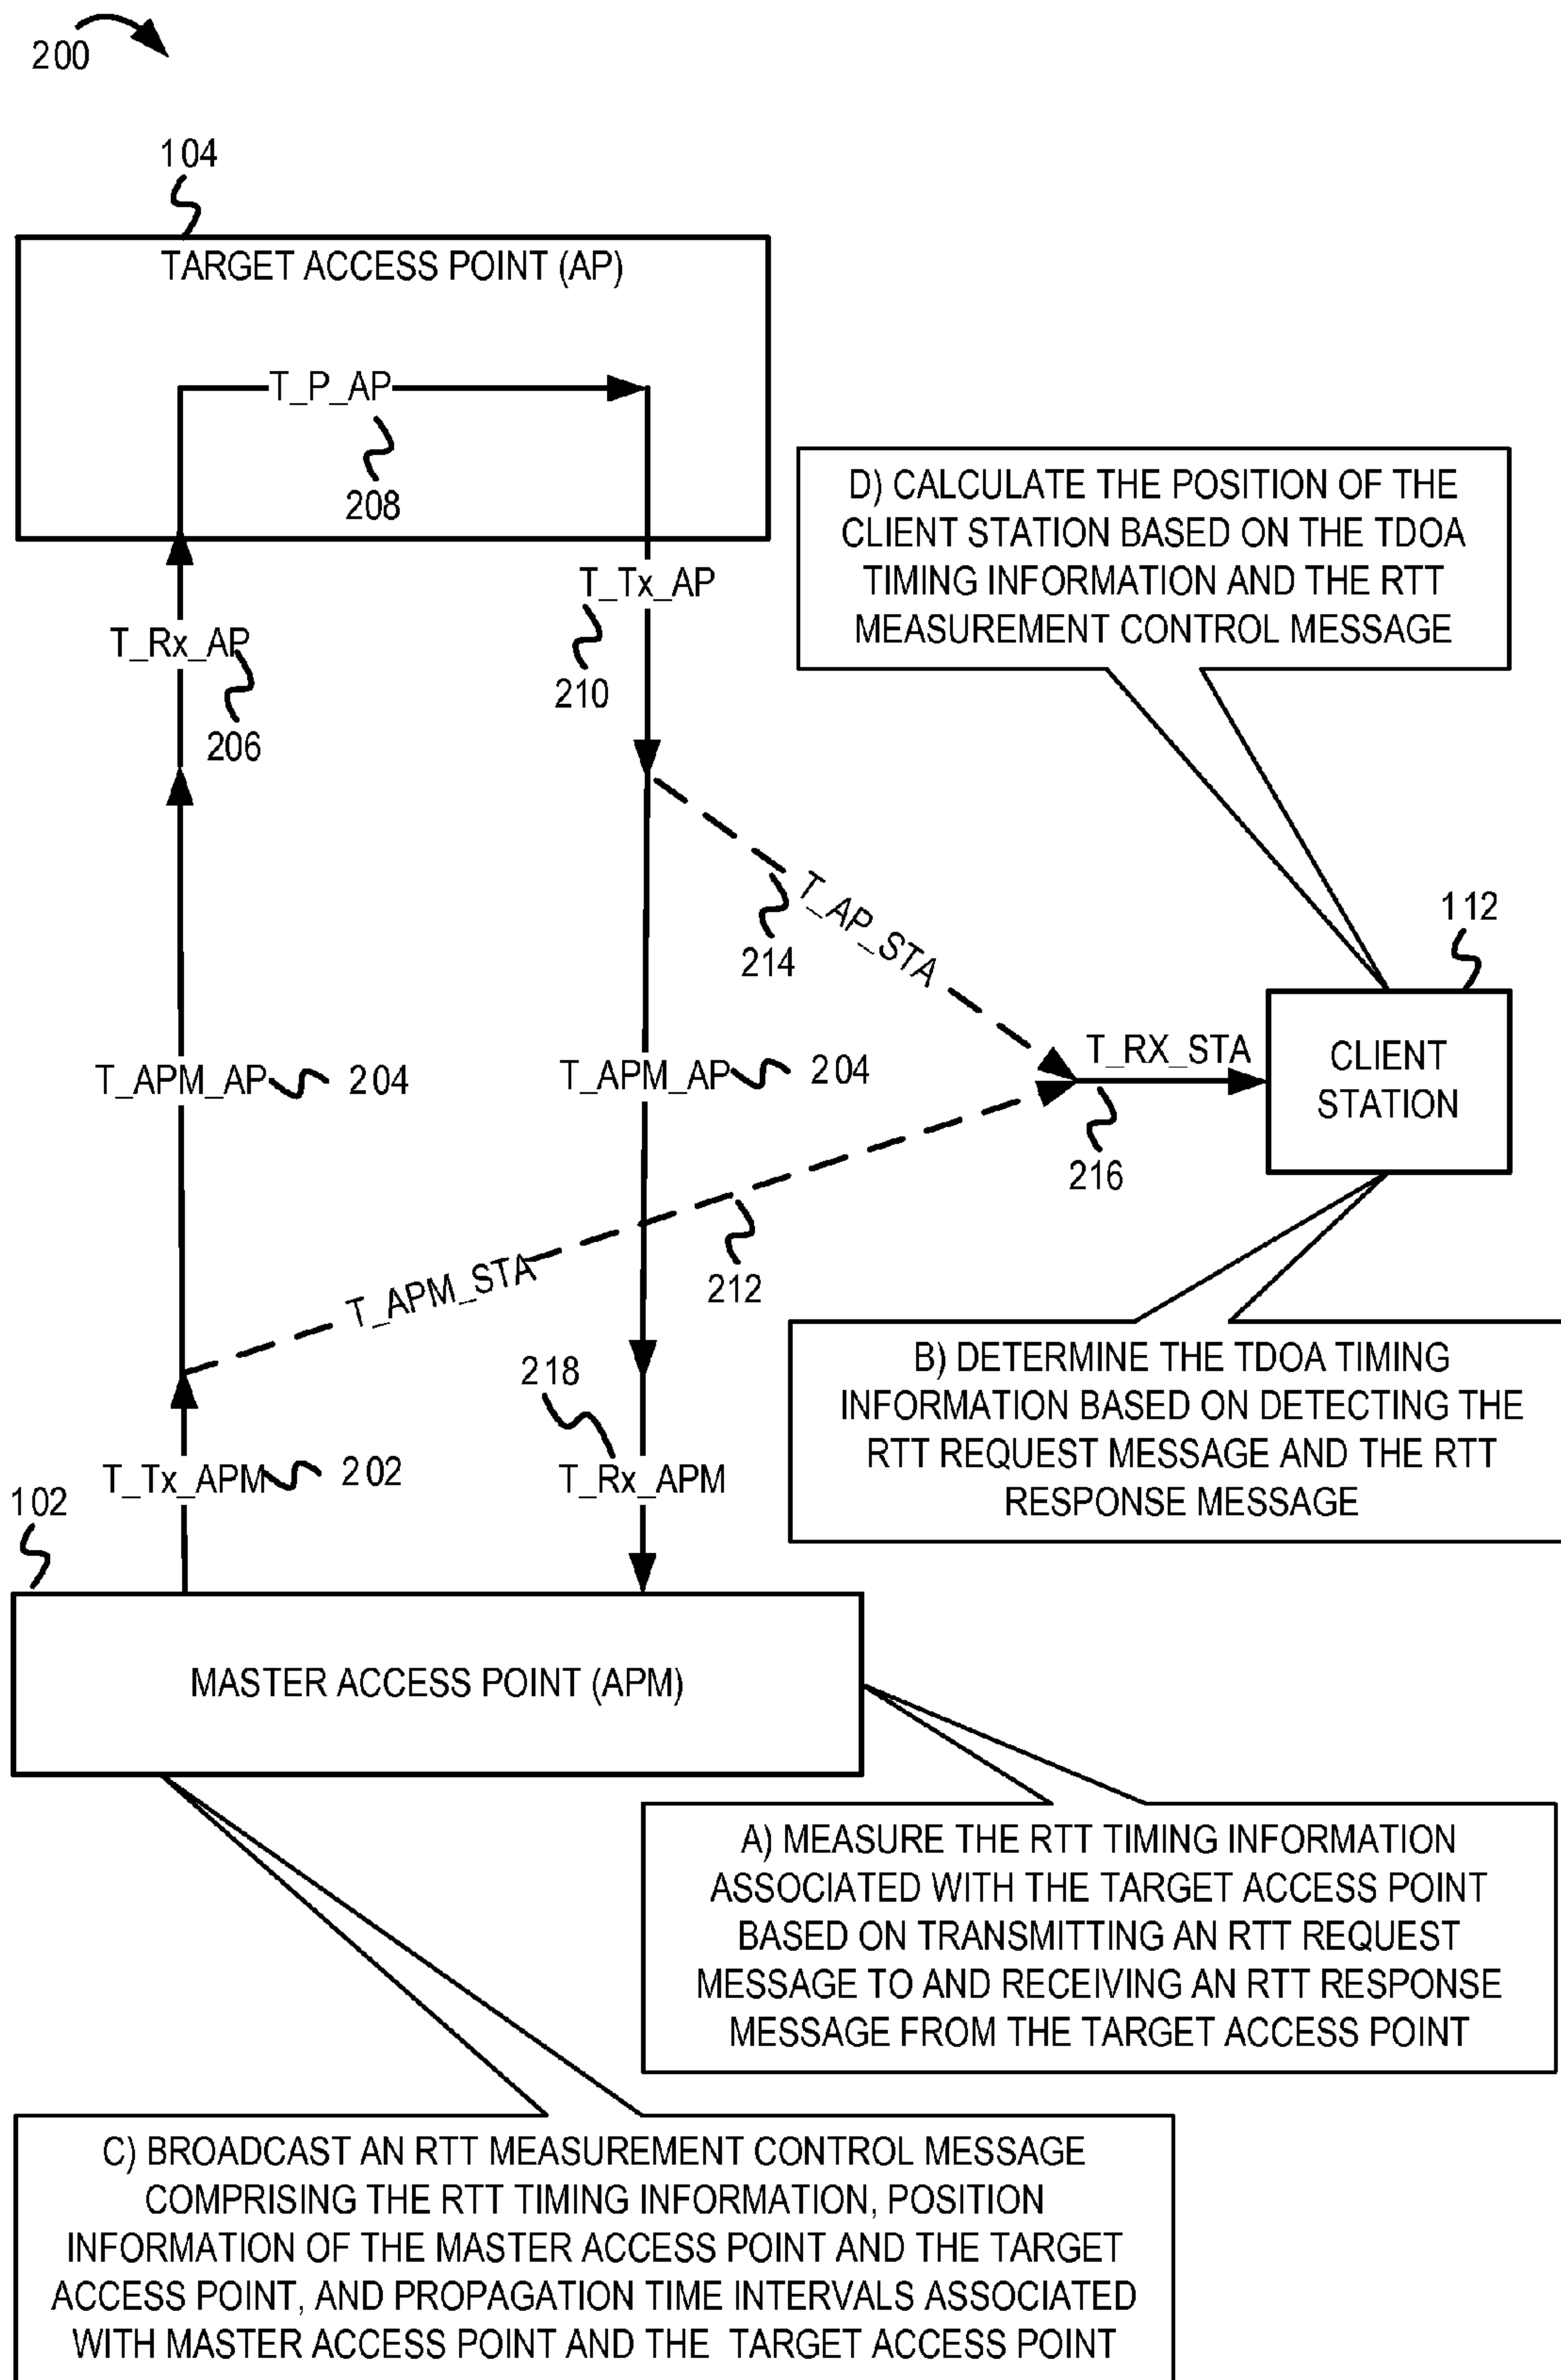 200
104
TARGET ACCESS POINT (AP)
T_P_AP
208
T_Tx_AP
210
T_Rx_AP
206
D) CALCULATE THE POSITION OF THE
CLIENT STATION BASED ON THE TDOA
TIMING INFORMATION AND THE RTT
MEASUREMENT CONTROL MESSAGE
T_AP_STA
214
112
T_RX_STA
CLIENT
STATION
216
T_APM_AP
204
T_APM_AP
204
T_APM_STA
212
B) DETERMINE THE TDOA TIMING
INFORMATION BASED ON DETECTING THE
RTT REQUEST MESSAGE AND THE RTT
RESPONSE MESSAGE
218
T_Rx_APM
T_Tx_APM
202
102
MASTER ACCESS POINT (APM)
A) MEASURE THE RTT TIMING INFORMATION
ASSOCIATED WITH THE TARGET ACCESS POINT
BASED ON TRANSMITTING AN RTT REQUEST
MESSAGE TO AND RECEIVING AN RTT RESPONSE
MESSAGE FROM THE TARGET ACCESS POINT
C) BROADCAST AN RTT MEASUREMENT CONTROL MESSAGE
COMPRISING THE RTT TIMING INFORMATION, POSITION
INFORMATION OF THE MASTER ACCESS POINT AND THE TARGET
ACCESS POINT, AND PROPAGATION TIME INTERVALS ASSOCIATED
WITH MASTER ACCESS POINT AND THE TARGET ACCESS POINT